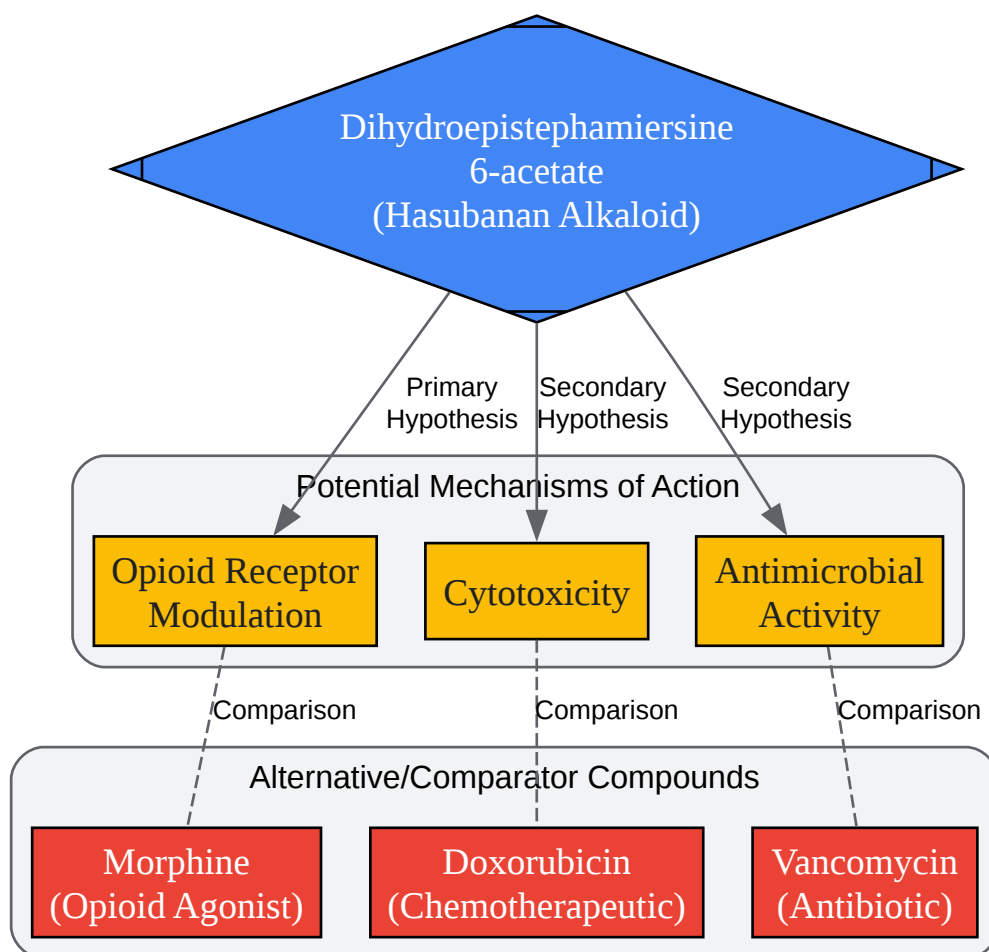 Dihydroepistephamiersine
6-acetate
(Hasubanan Alkaloid)
Primary
Hypothesis
Secondary
Hypothesis
Secondary
Hypothesis
Potential Mechanisms of Action
Opioid Receptor
Modulation
Cytotoxicity
Antimicrobial
Activity
Comparison
Comparison
Comparison
Alternative/Comparator Compounds
Morphine
(Opioid Agonist)
Doxorubicin
(Chemotherapeutic)
Vancomycin
(Antibiotic)